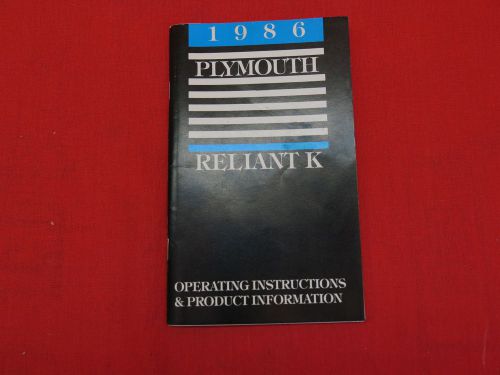 1986
PLYMOUTH
RELIANT K
OPERATING INSTRUCTIONS
& PRODUCT INFORMATION